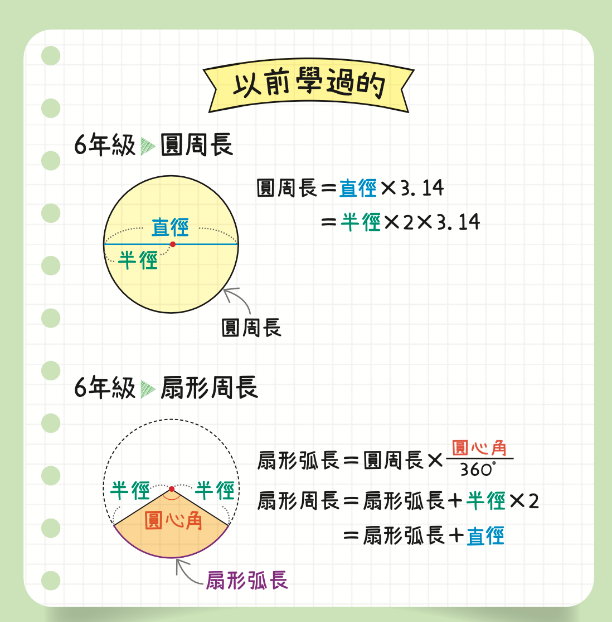 以前學過的
6年級▶圓周長
圓周長=直徑×3.14
=半徑×2×3.14
直徑
半徑
圓周長
6年級▶扇形周長
扇形弧長=圓周長×圓心角/360°
扇形周長=扇形弧長+半徑×2
=扇形弧長+直徑
半徑 半徑
圓心角
扇形弧長